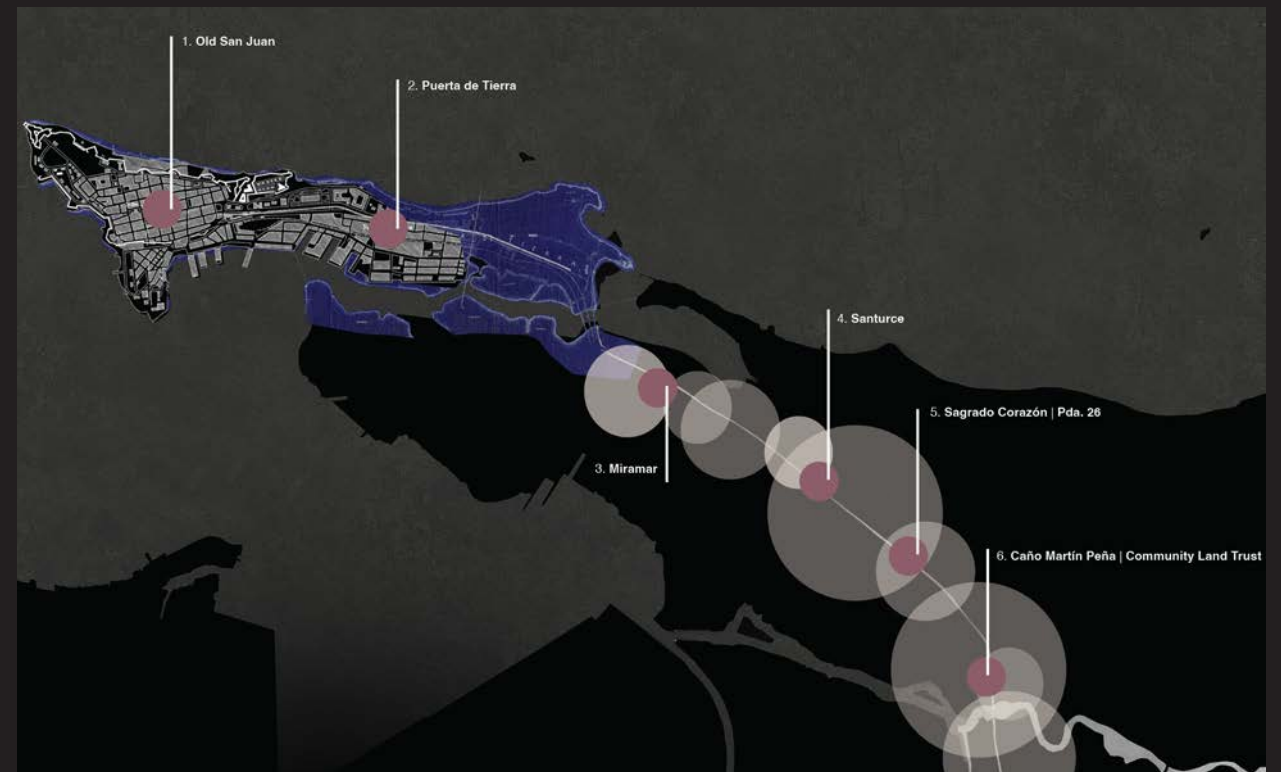 1. Old San Juan
2. Puerta de Tierra
3. Miramar
4. Santurce
5. Sagrado Corazón | Pda. 26
6. Caño Martín Peña | Community Land Trust